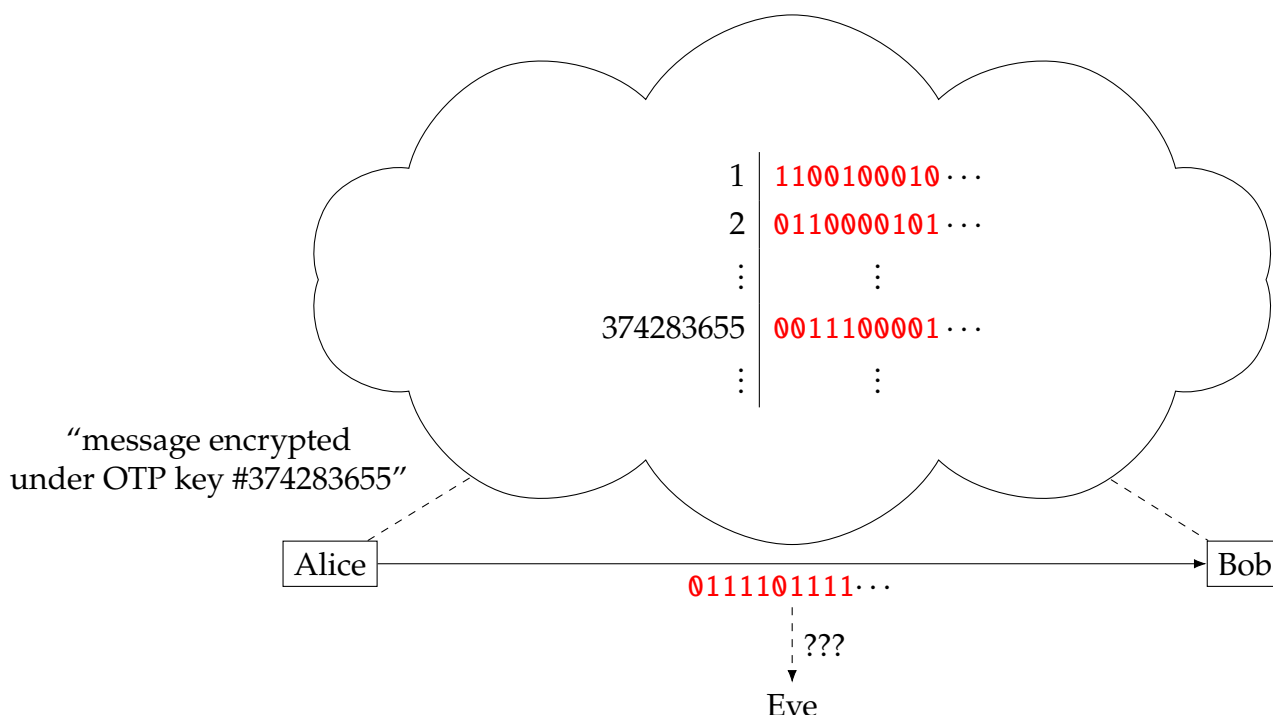 1 1100100010···
2 0110000101···
⋮ ⋮
374283655 0011100001···
⋮ ⋮
“message encrypted
under OTP key #374283655”
Alice
Bob
0111101111···
???
Eve